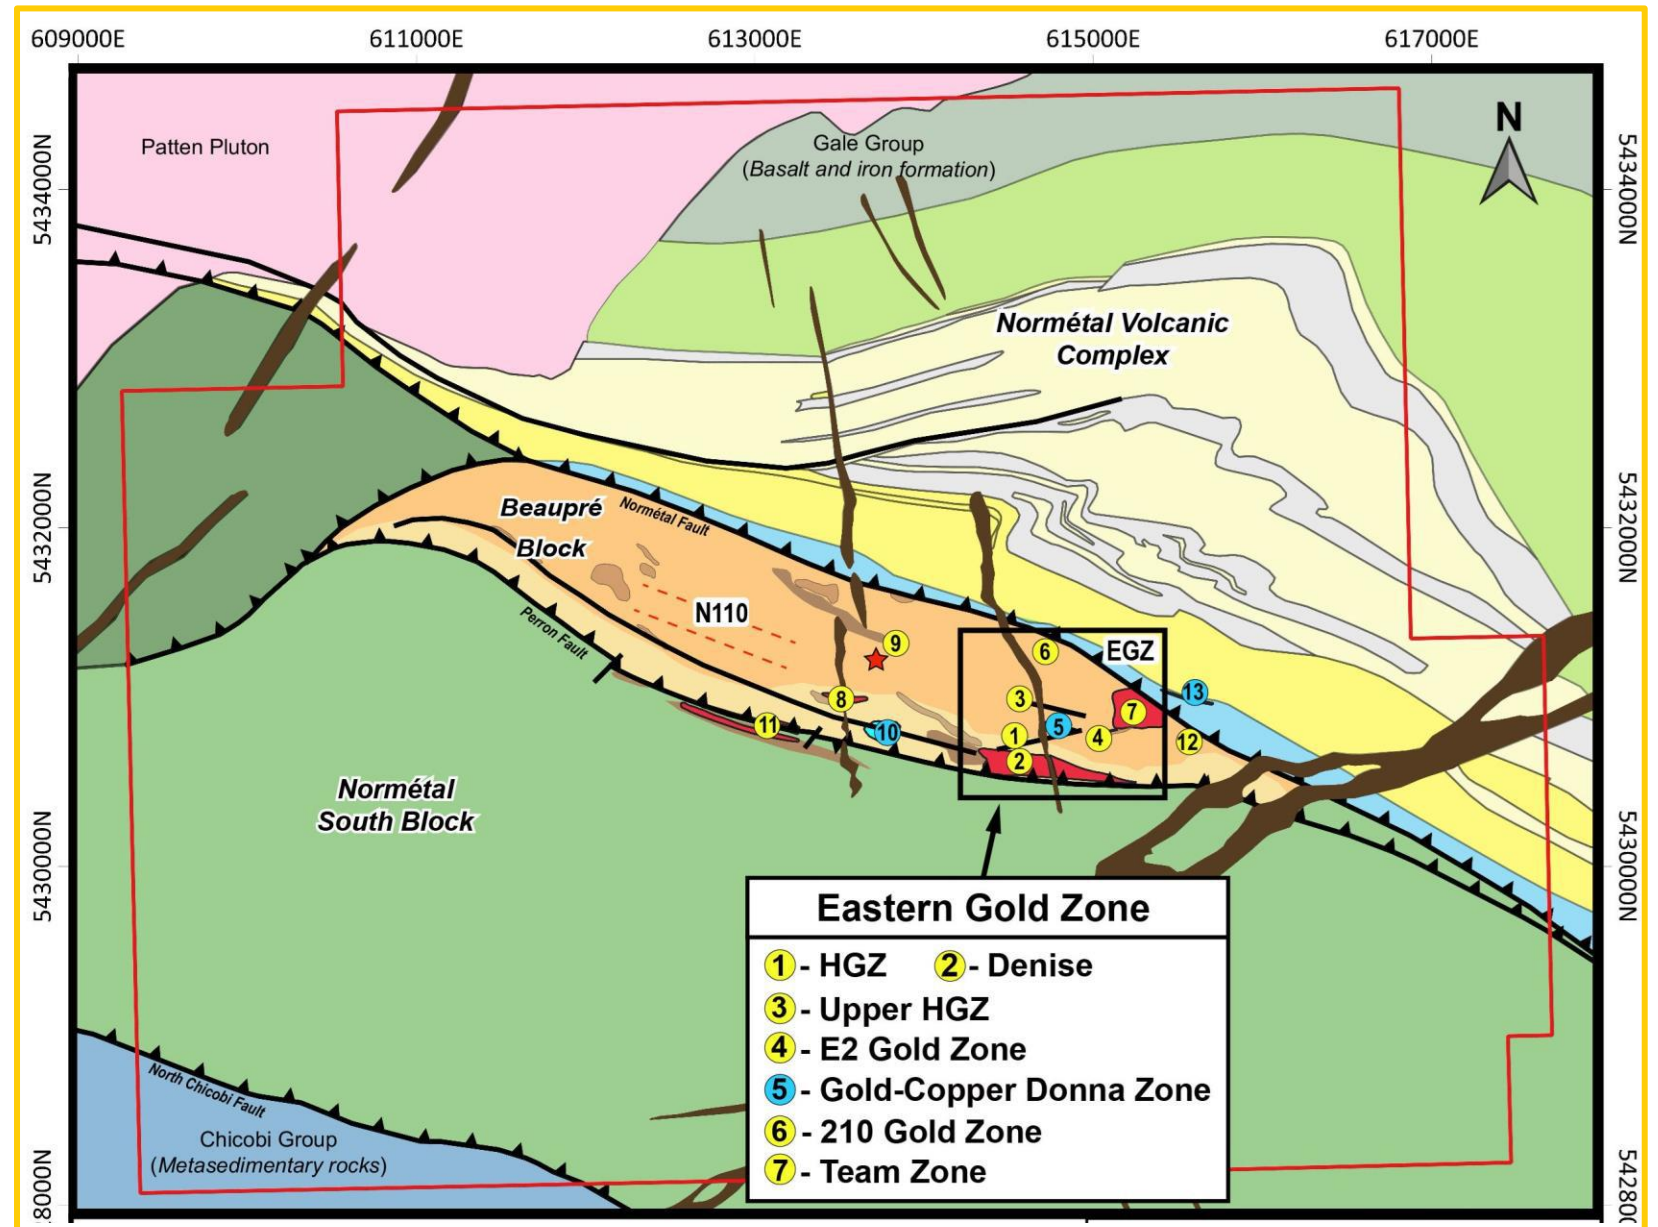 609000E 611000E 613000E 615000E 617000E
N
Patten Pluton
Gale Group
(Basalt and iron formation)
5434000N
5434000N
Normétal Volcanic
Complex
5432000N
5432000N
Beaupré
Block
Normétal Fault
N110
Perron Fault
EGZ
9
6
13
3
7
8
11
10
1
5
4
12
2
Normétal
South Block
5430000N
5430000N
Eastern Gold Zone
1 - HGZ 2 - Denise
3 - Upper HGZ
4 - E2 Gold Zone
5 - Gold-Copper Donna Zone
6 - 210 Gold Zone
7 - Team Zone
North Chicobi Fault
Chicobi Group
(Metasedimentary rocks)
28000N
542800